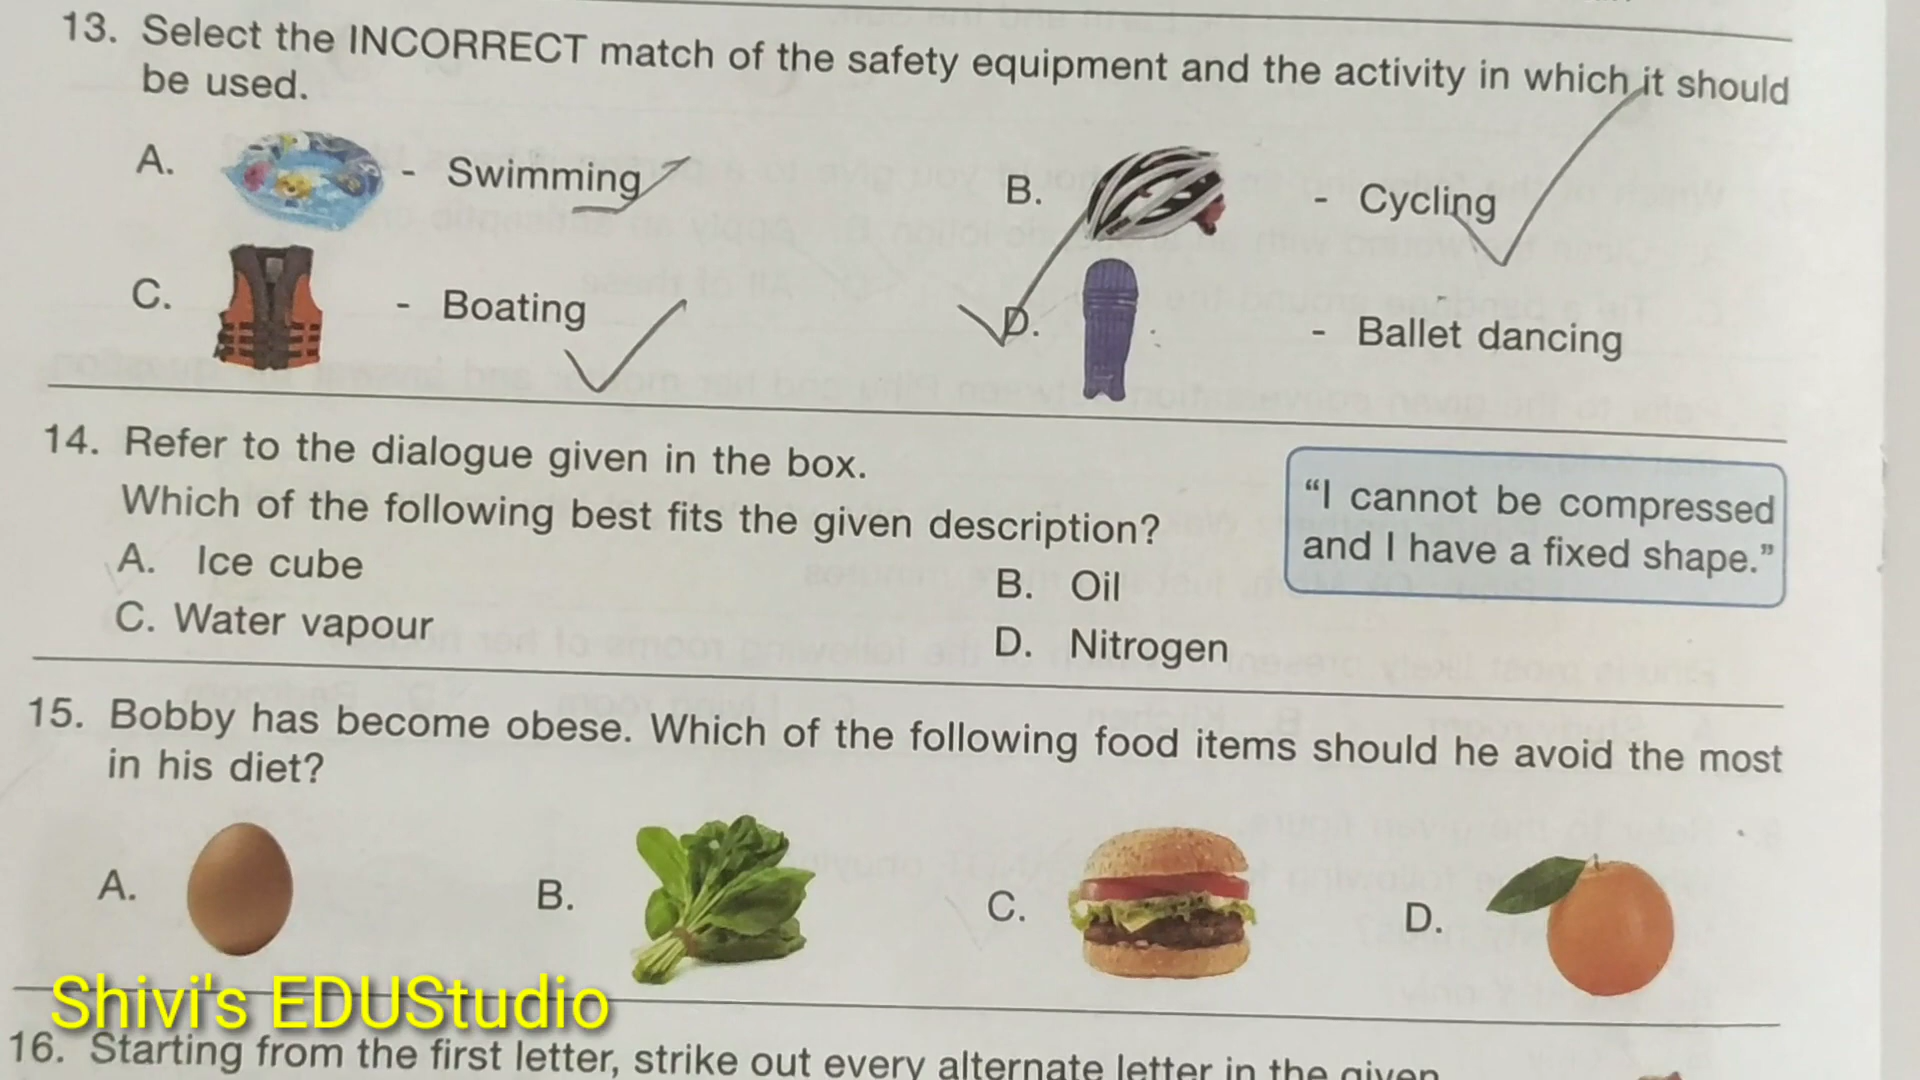 13. Select the INCORRECT match of the safety equipment and the activity in which it should
be used.
A. - Swimming
B. - Cycling
C. - Boating
D. - Ballet dancing
14. Refer to the dialogue given in the box.
Which of the following best fits the given description?
"I cannot be compressed
and I have a fixed shape."
A. Ice cube
B. Oil
C. Water vapour
D. Nitrogen
15. Bobby has become obese. Which of the following food items should he avoid the most
in his diet?
A. B. C. D.
Shivi's EDUStudio
16. Starting from the first letter, strike out every alternate letter in the given